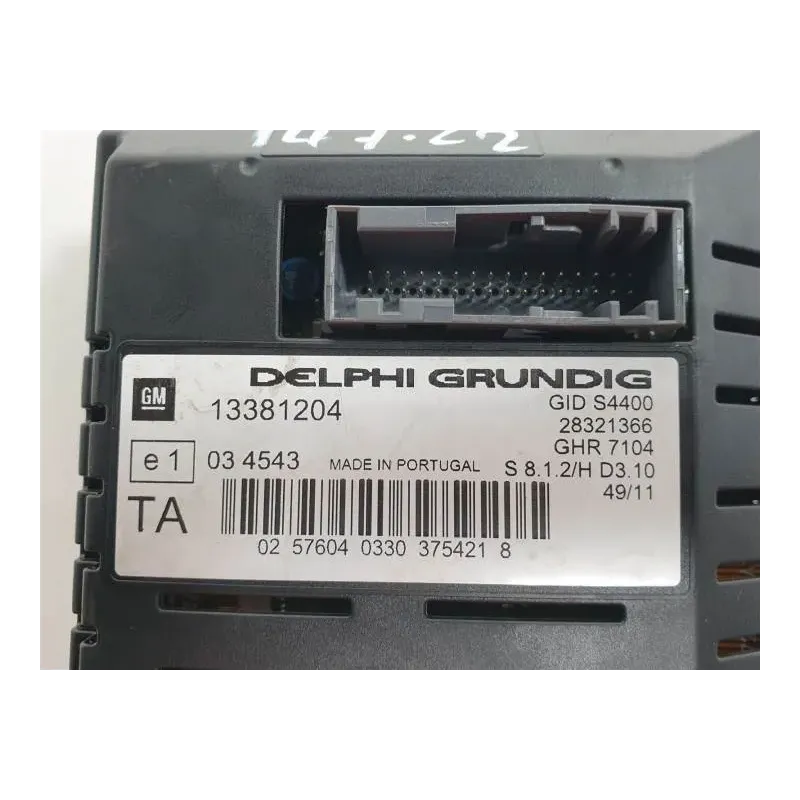 DELPHI GRUNDIG
GM 13381204 GID S4400
28321366
GHR 7104
e1 03 4543 MADE IN PORTUGAL S 8.1.2/H D3.10
49/11
TA
02 57604 0330 375421 8